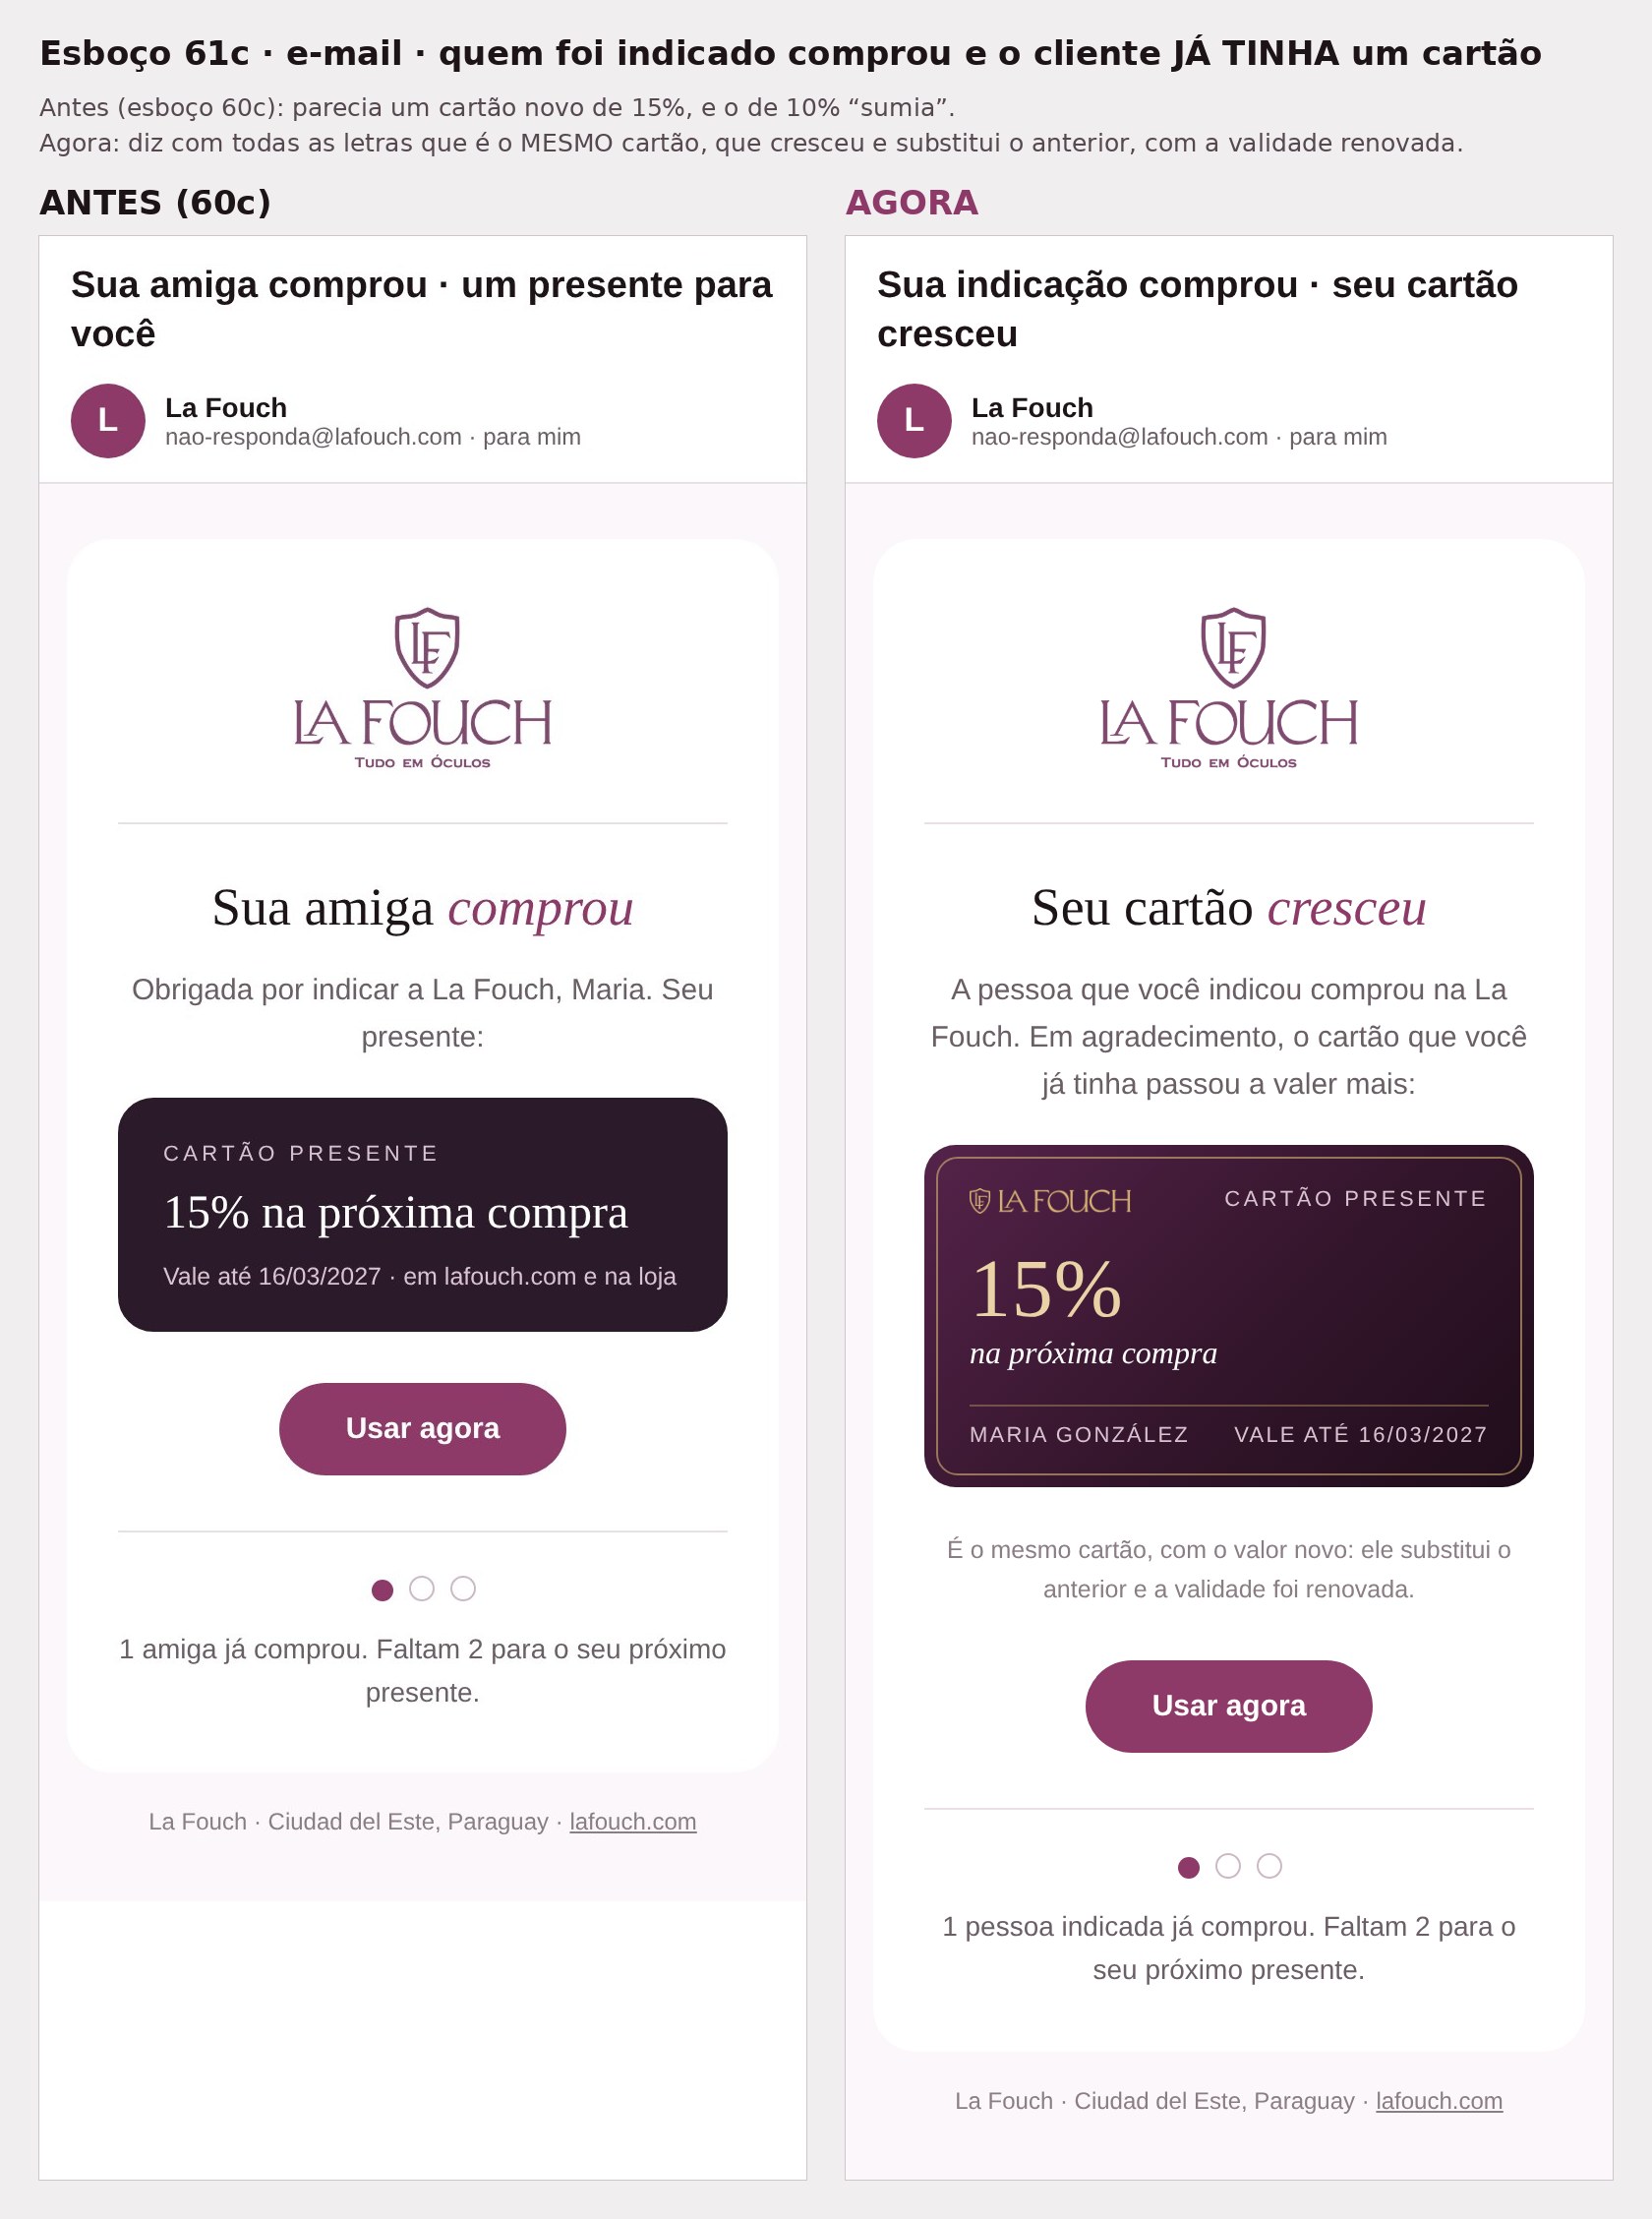 Esboço 61c · e-mail · quem foi indicado comprou e o cliente JÁ TINHA um cartão
Antes (esboço 60c): parecia um cartão novo de 15%, e o de 10% “sumia”.
Agora: diz com todas as letras que é o MESMO cartão, que cresceu e substitui o anterior, com a validade renovada.
ANTES (60c)
Sua amiga comprou · um presente para
você
L
La Fouch
nao-responda@lafouch.com · para mim
LF
LA FOUCH
Tudo em Óculos
Sua amiga comprou
Obrigada por indicar a La Fouch, Maria. Seu
presente:
CARTÃO PRESENTE
15% na próxima compra
Vale até 16/03/2027 · em lafouch.com e na loja
Usar agora
1 amiga já comprou. Faltam 2 para o seu próximo
presente.
La Fouch · Ciudad del Este, Paraguay · lafouch.com
AGORA
Sua indicação comprou · seu cartão
cresceu
L
La Fouch
nao-responda@lafouch.com · para mim
LF
LA FOUCH
Tudo em Óculos
Seu cartão cresceu
A pessoa que você indicou comprou na La
Fouch. Em agradecimento, o cartão que você
já tinha passou a valer mais:
LF LA FOUCH
CARTÃO PRESENTE
15%
na próxima compra
MARIA GONZÁLEZ
VALE ATÉ 16/03/2027
É o mesmo cartão, com o valor novo: ele substitui o
anterior e a validade foi renovada.
Usar agora
1 pessoa indicada já comprou. Faltam 2 para o
seu próximo presente.
La Fouch · Ciudad del Este, Paraguay · lafouch.com